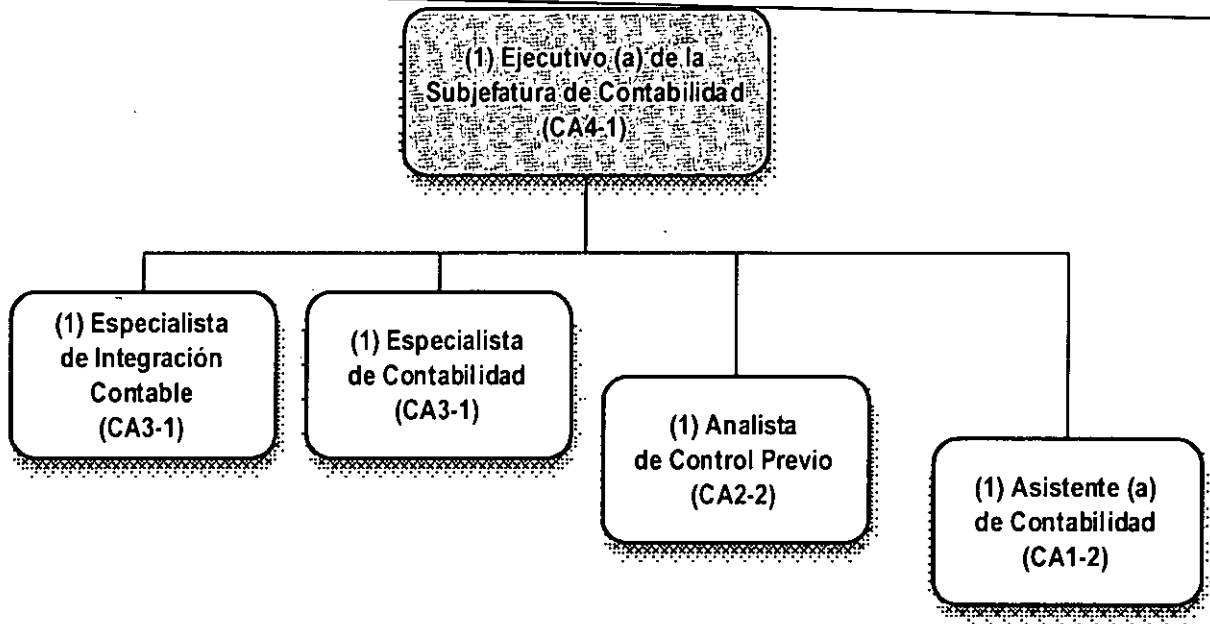 (1) Ejecutivo (a) de la
Subjefatura de Contabilidad
(CA4-1)
(1) Especialista
de Integración
Contable
(CA3-1)
(1) Especialista
de Contabilidad
(CA3-1)
(1) Analista
de Control Previo
(CA2-2)
(1) Asistente (a)
de Contabilidad
(CA1-2)